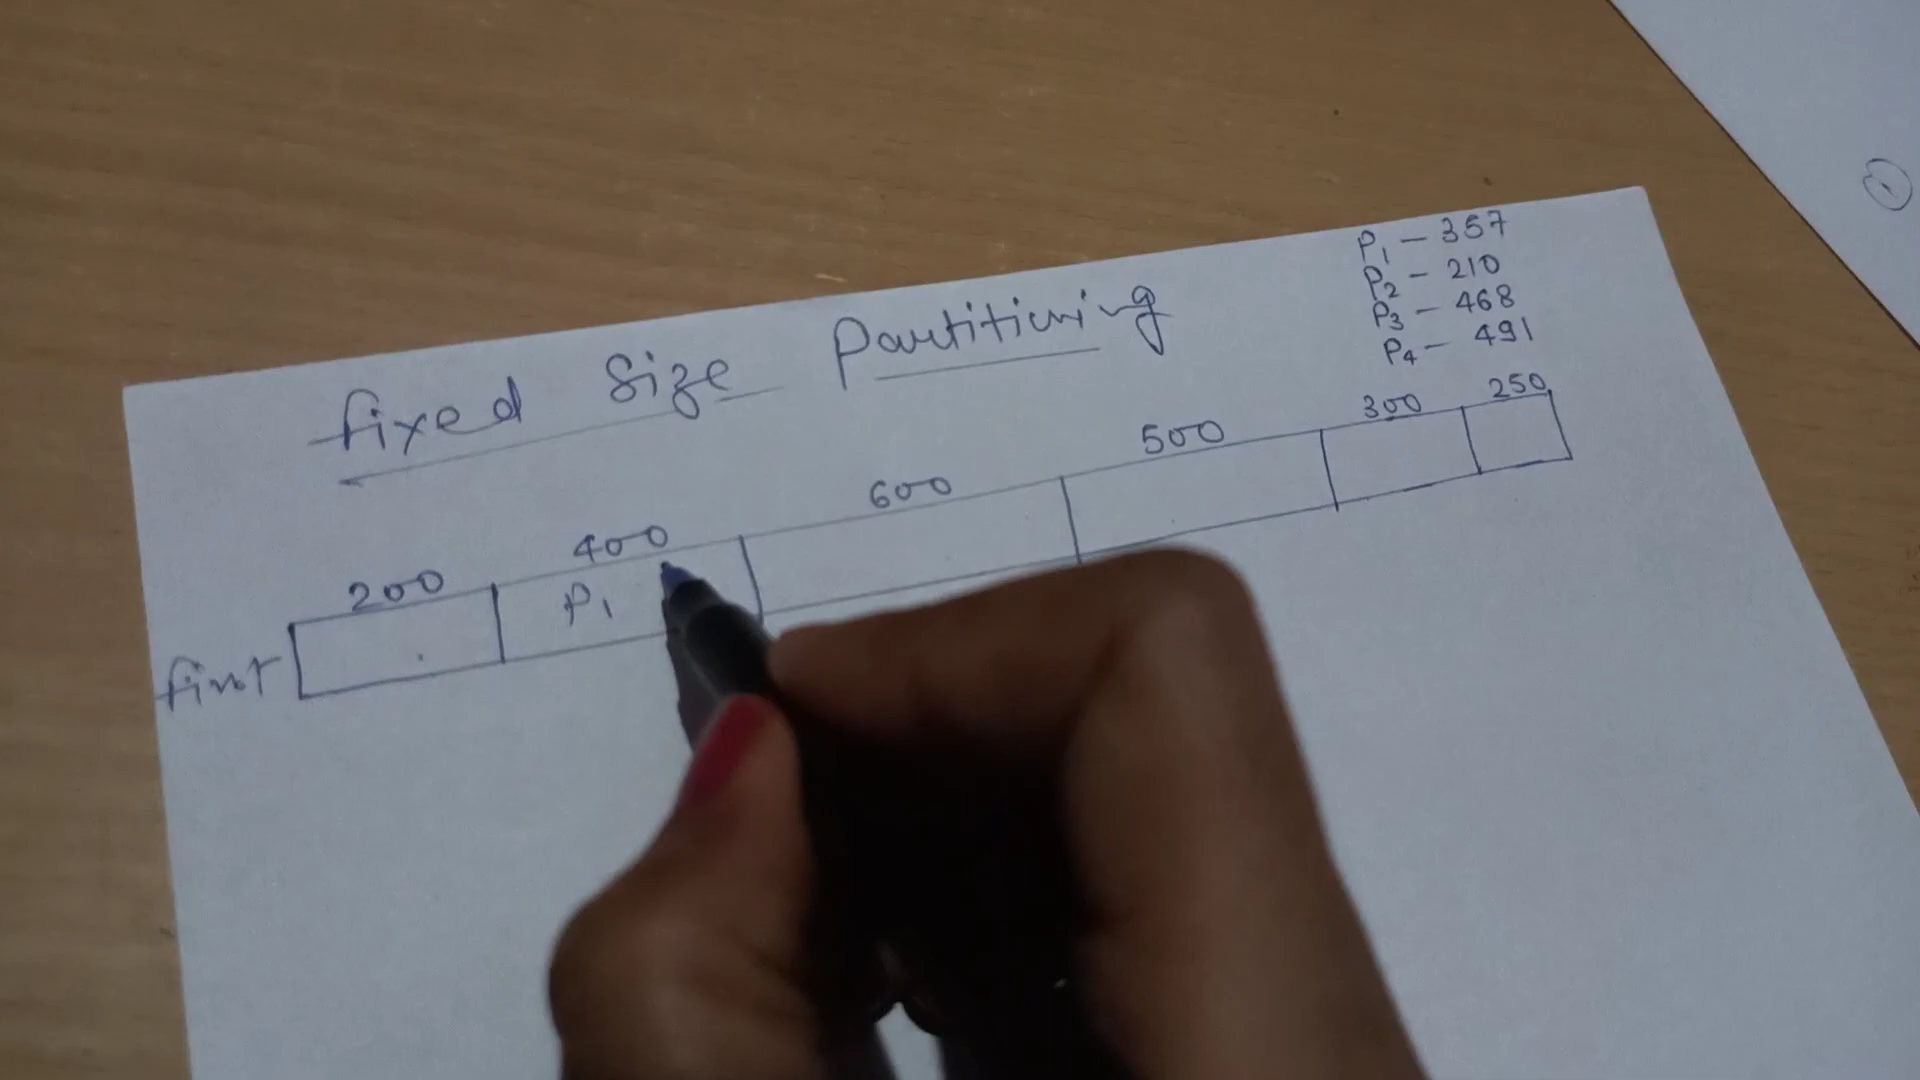 P1 - 357
P2 - 210
P3 - 468
P4 - 491
fixed Size Partitioning
200 400 600 500 300 250
first P1